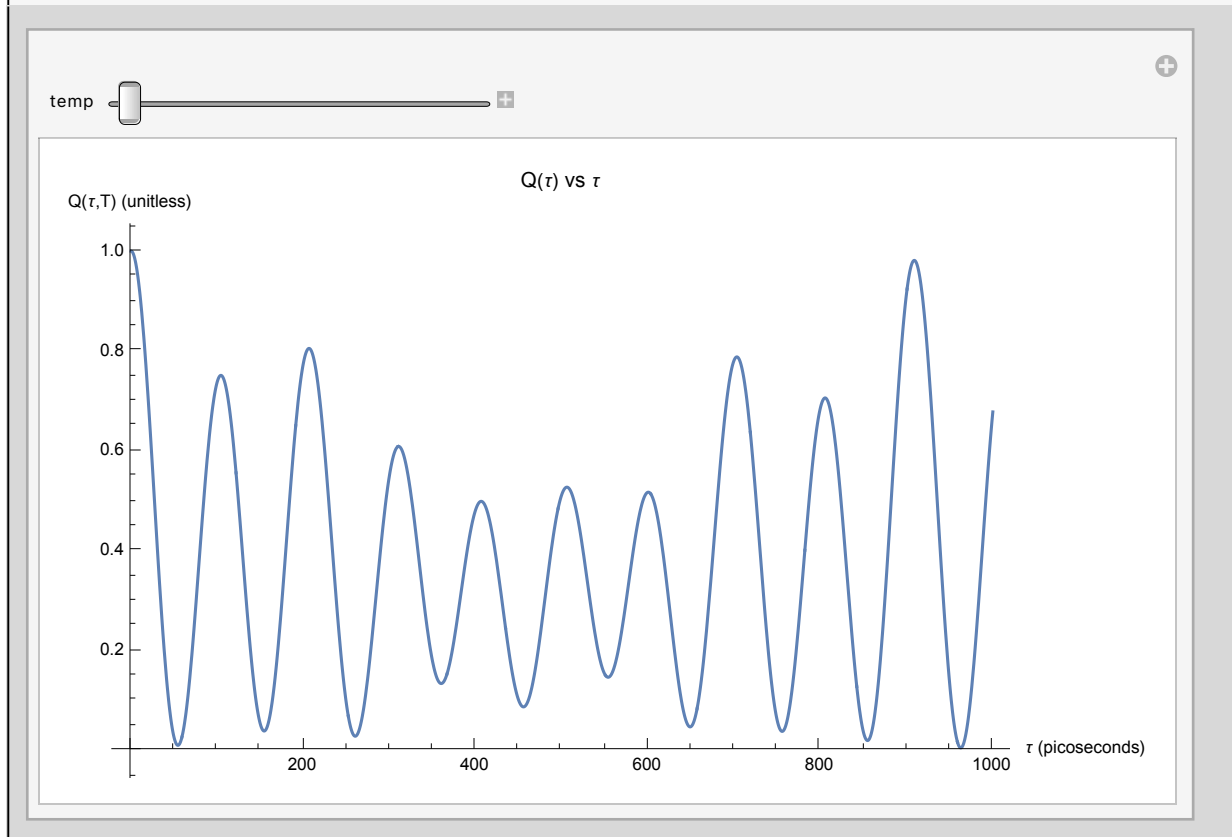 temp
Q(τ) vs τ
Q(τ,T) (unitless)
1.0
0.8
0.6
0.4
0.2
τ (picoseconds)
200 400 600 800 1000